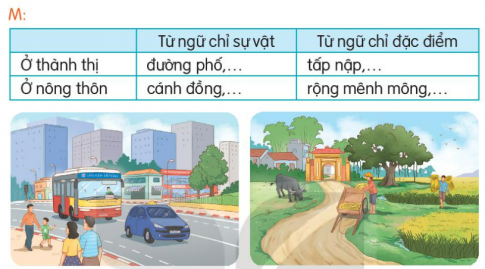 M:
Từ ngữ chỉ sự vật Từ ngữ chỉ đặc điểm
Ở thành thị đường phố,... tấp nập,...
Ở nông thôn cánh đồng,... rộng mênh mông,...